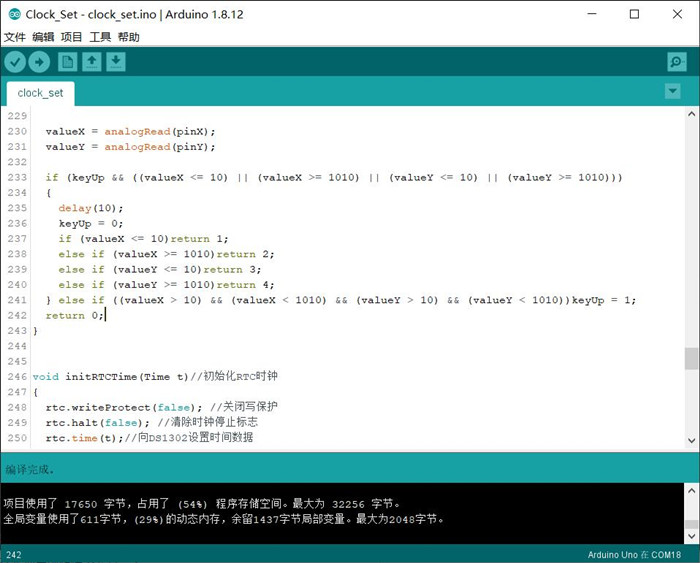 Clock_Set - clock_set.ino | Arduino 1.8.12
文件 编辑 项目 工具 帮助
clock_set
229
230 valueX = analogRead(pinX);
231 valueY = analogRead(pinY);
232
233 if (keyUp && ((valueX <= 10) || (valueX >= 1010) || (valueY <= 10) || (valueY >= 1010)))
234 {
235 delay(10);
236 keyUp = 0;
237 if (valueX <= 10)return 1;
238 else if (valueX >= 1010)return 2;
239 else if (valueY <= 10)return 3;
240 else if (valueY >= 1010)return 4;
241 } else if ((valueX > 10) && (valueX < 1010) && (valueY > 10) && (valueY < 1010))keyUp = 1;
242 return 0;
243 }
244
245
246 void initRTCTime(Time t)//初始化RTC时钟
247 {
248 rtc.writeProtect(false); //关闭写保护
249 rtc.halt(false); //清除时钟停止标志
250 rtc.time(t);//向DS1302设置时间数据
编译完成。
项目使用了 17650 字节，占用了 (54%) 程序存储空间。最大为 32256 字节。
全局变量使用了611字节，(29%)的动态内存，余留1437字节局部变量。最大为2048字节。
242
Arduino Uno 在 COM18